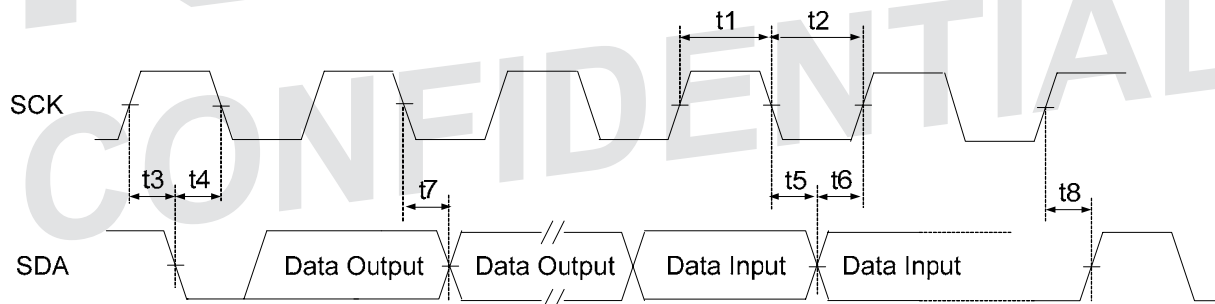 t1 t2
SCK
t3 t4 t7 t5 t6 t8
SDA Data Output Data Output Data Input Data Input
CONFIDENTIAL